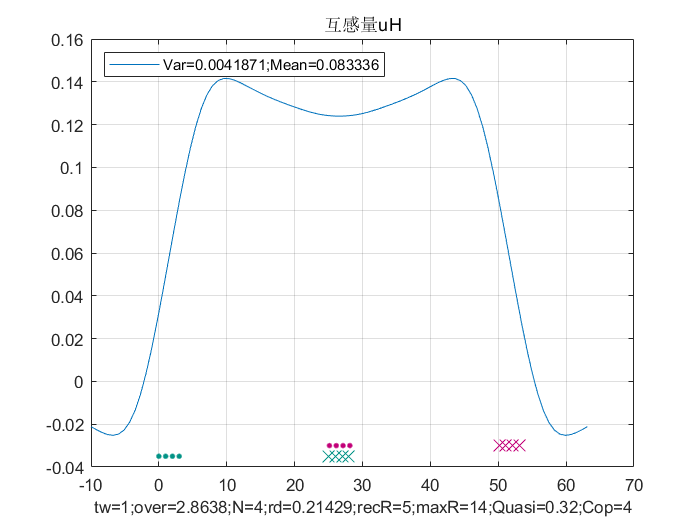 互感量uH
Var=0.0041871;Mean=0.083336
0.16
0.14
0.12
0.1
0.08
0.06
0.04
0.02
0
-0.02
-0.04
-10 0 10 20 30 40 50 60 70
tw=1;over=2.8638;N=4;rd=0.21429;recR=5;maxR=14;Quasi=0.32;Cop=4